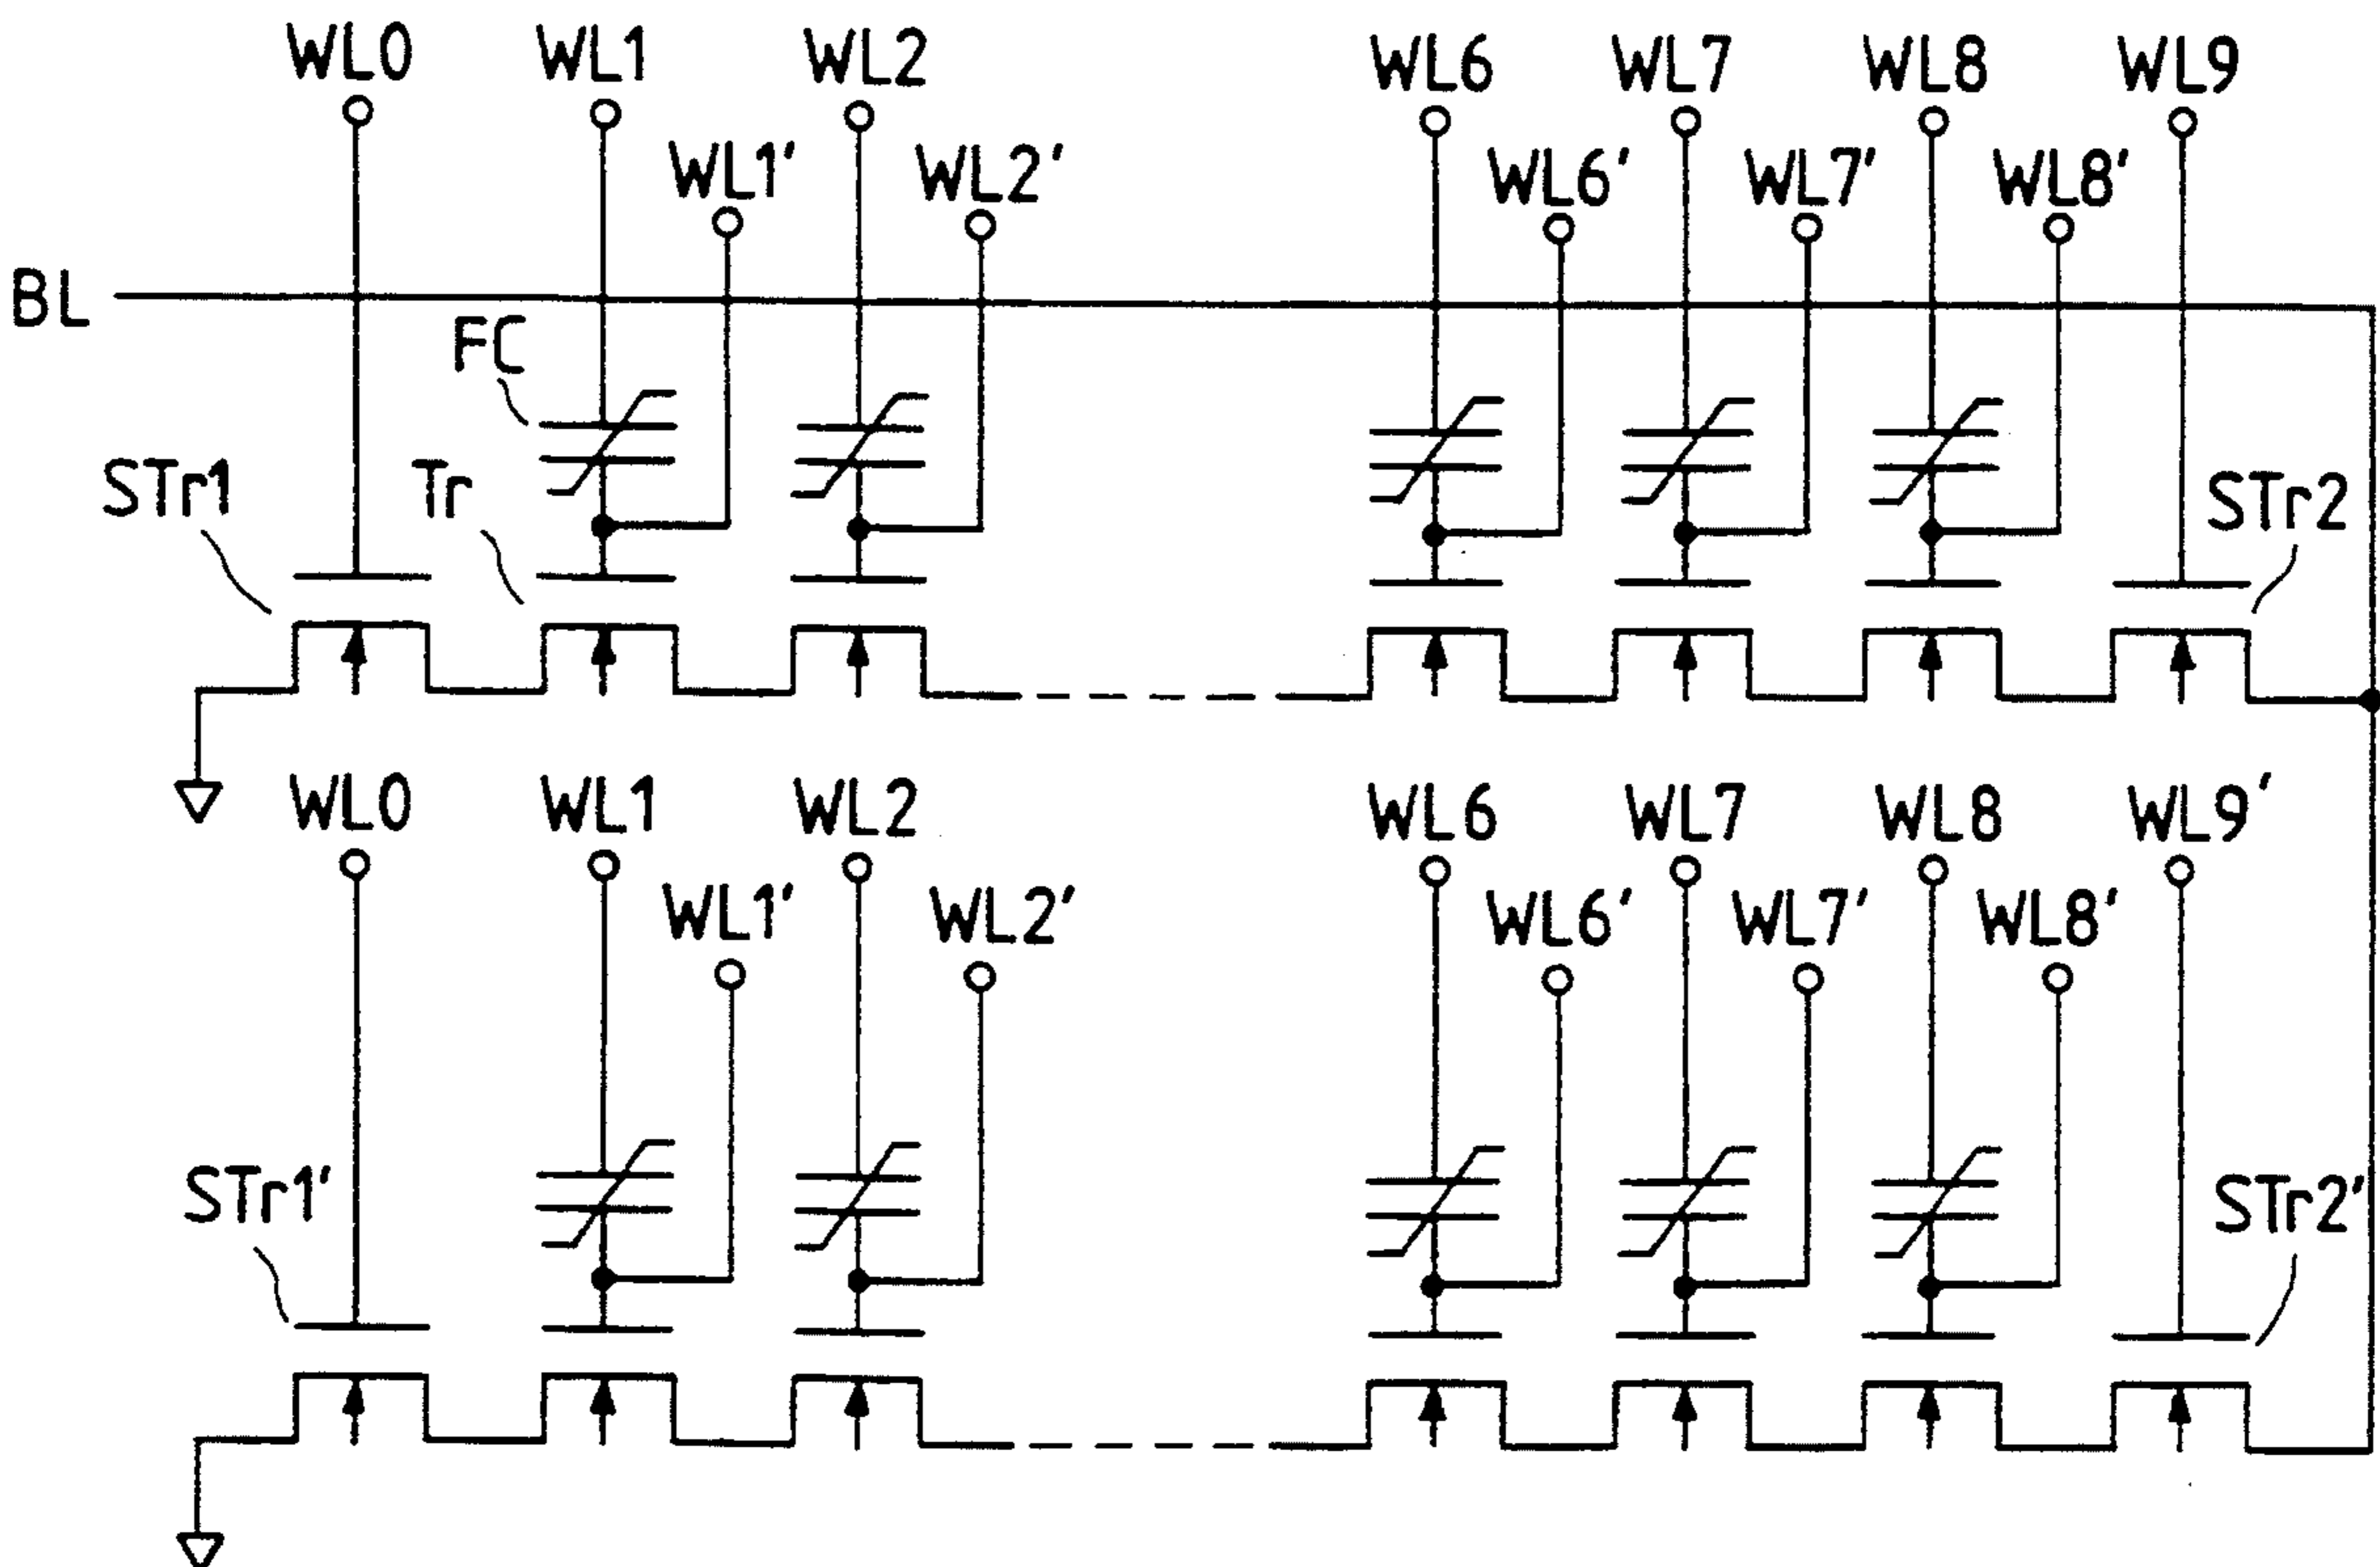 WL0 WL1 WL2 WL6 WL7 WL8 WL9
WL1' WL2' WL6' WL7' WL8'
BL
FC
STr1 Tr STr2
WL0 WL1 WL2 WL6 WL7 WL8 WL9'
WL1' WL2' WL6' WL7' WL8'
STr1' STr2'